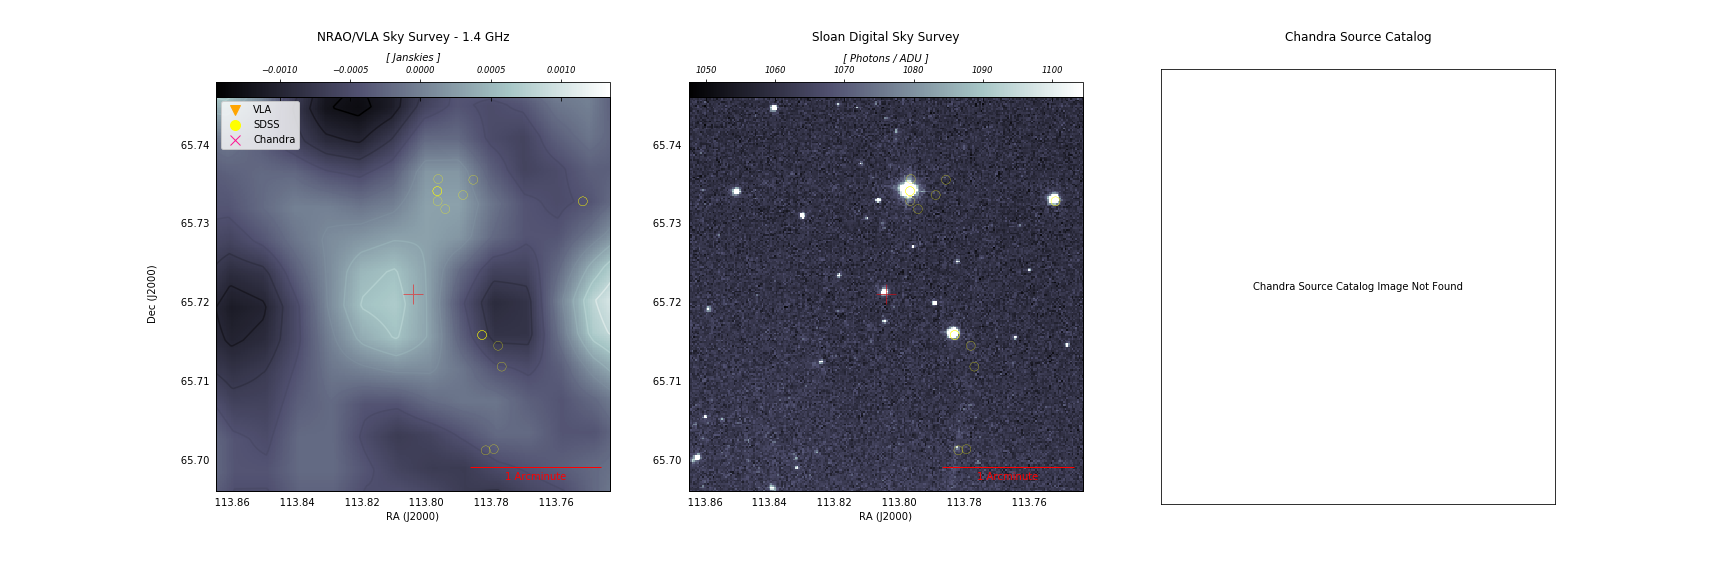 NRAO/VLA Sky Survey - 1.4 GHz
[ Janskies ]
−0.0010 −0.0005 0.0000 0.0005 0.0010
VLA
SDSS
Chandra
65.74
65.73
65.72
65.71
65.70
Dec (J2000)
1 Arcminute
113.86 113.84 113.82 113.80 113.78 113.76
RA (J2000)
Sloan Digital Sky Survey
[ Photons / ADU ]
1050 1060 1070 1080 1090 1100
65.74
65.73
65.72
65.71
65.70
1 Arcminute
113.86 113.84 113.82 113.80 113.78 113.76
RA (J2000)
Chandra Source Catalog
Chandra Source Catalog Image Not Found